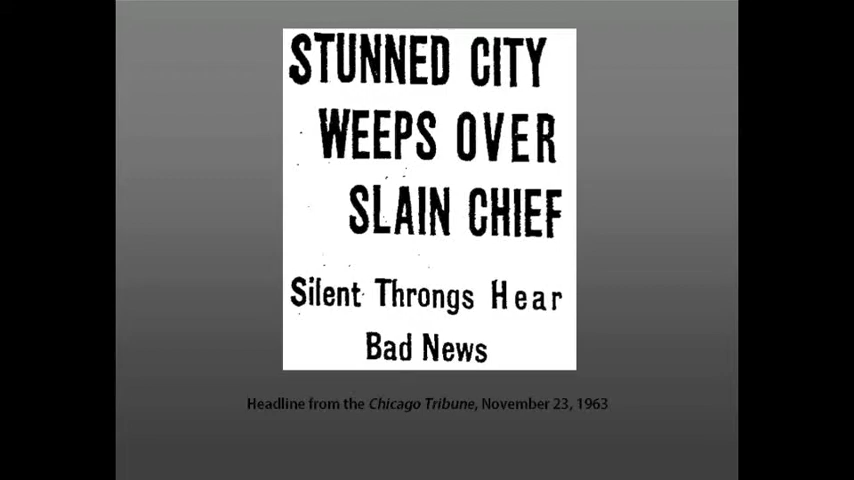 STUNNED CITY
WEEPS OVER
SLAIN CHIEF
Silent Throngs Hear
Bad News
Headline from the Chicago Tribune, November 23, 1963